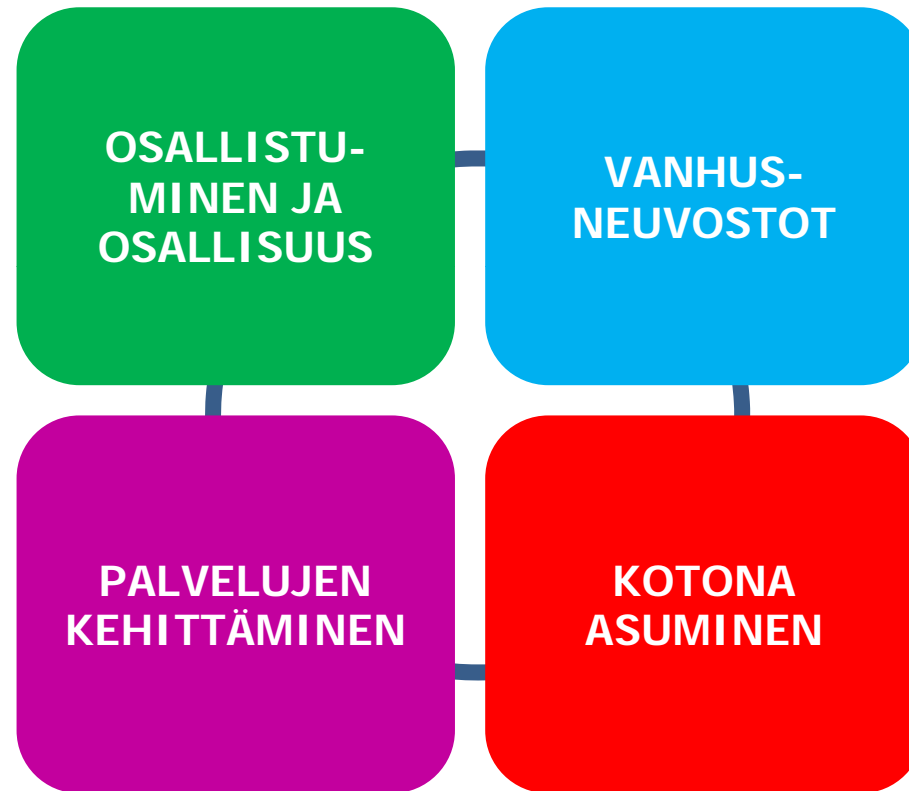 OSALLISTU-
MINEN JA
OSALLISUUS
VANHUS-
NEUVOSTOT
PALVELUJEN
KEHITTÄMINEN
KOTONA
ASUMINEN